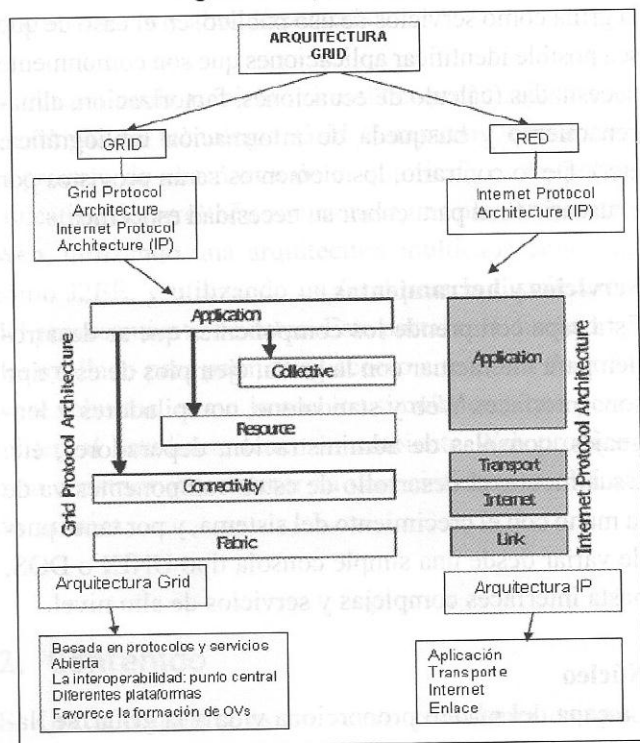 ARQUITECTURA
GRID
GRID
RED
Grid Protocol
Architecture
Internet Protocol
Architecture (IP)
Internet Protocol
Architecture (IP)
Grid Protocol Architecture
Application
Collective
Resource
Connectivity
Fabric
Application
Transport
Internet
Link
Internet Protocol Architecture
Arquitectura Grid
Arquitectura IP
Basada en protocolos y servicios
Abierta
La interoperabilidad: punto central
Diferentes plataformas
Favorece la formación de OVs
Aplicación
Transporte
Internet
Enlace